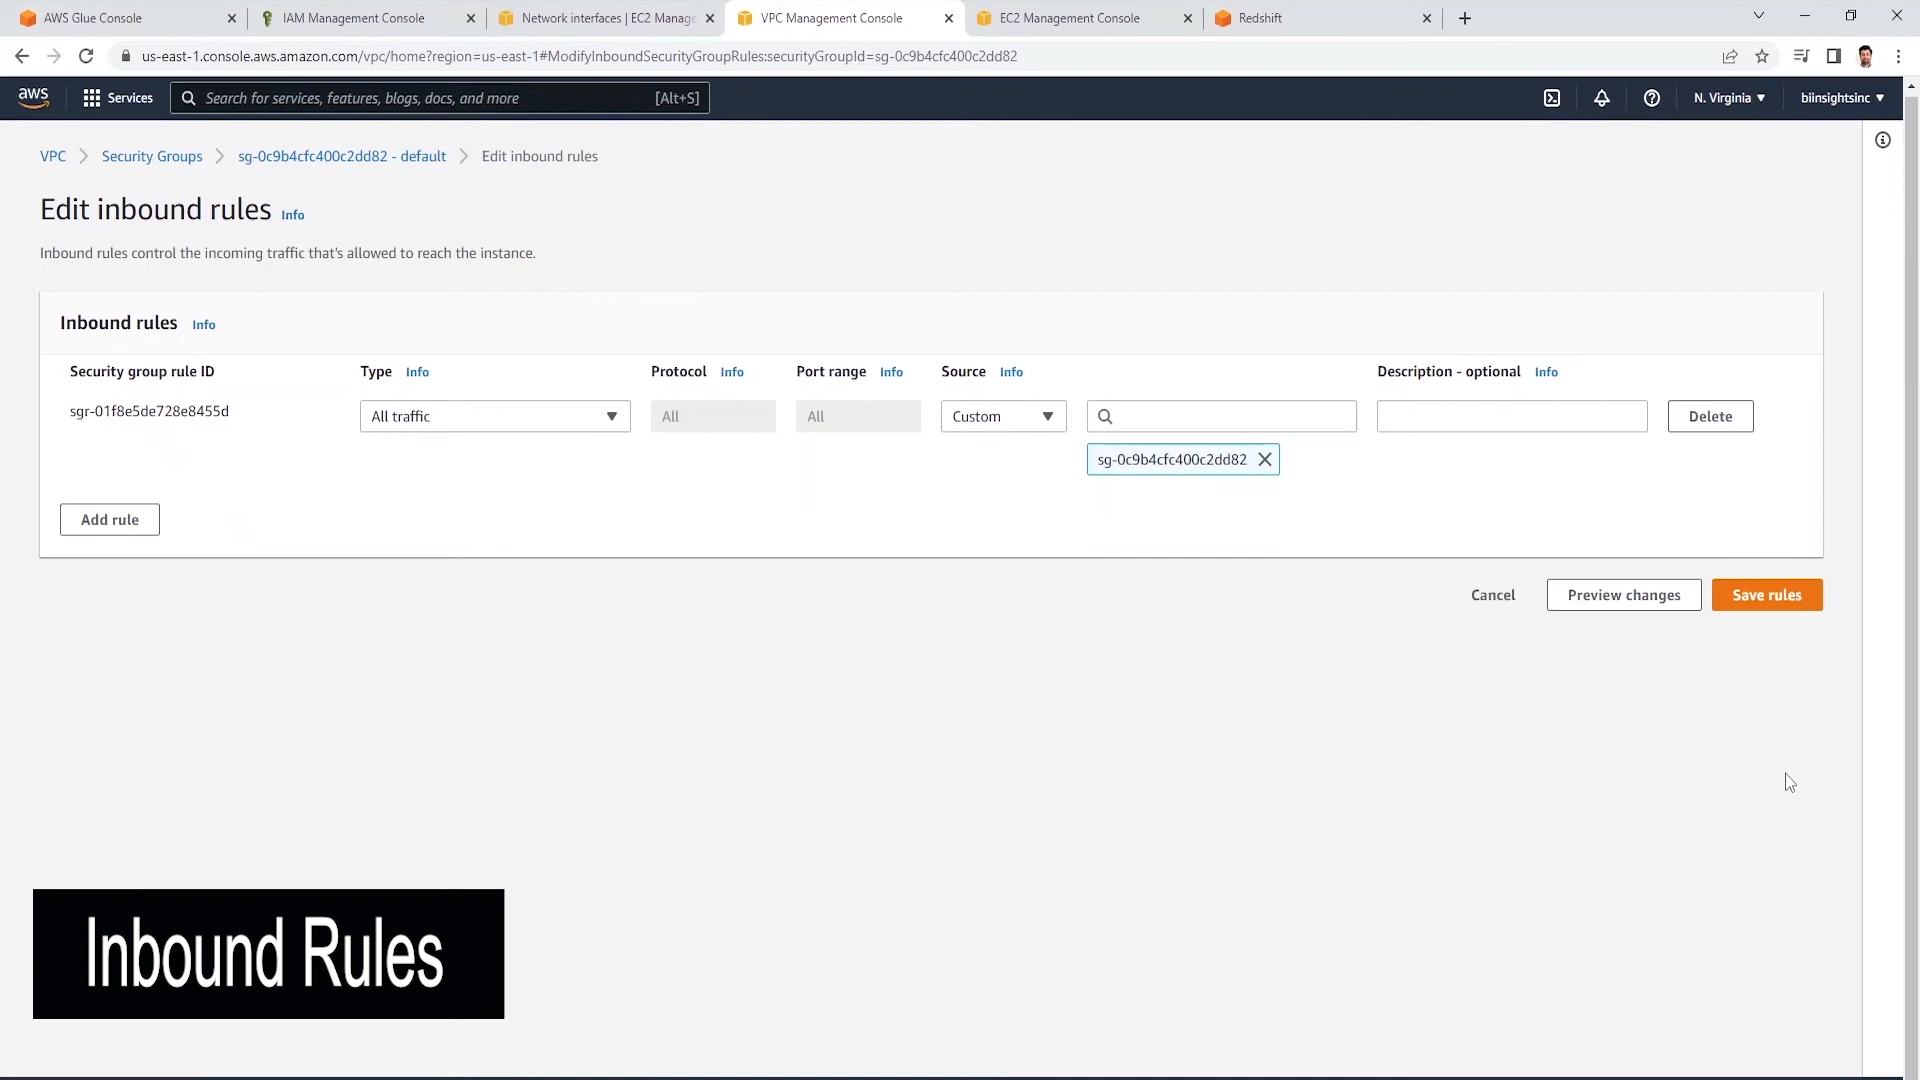 AWS Glue Console
IAM Management Console
Network interfaces | EC2 Manage
VPC Management Console
EC2 Management Console
Redshift
us-east-1.console.aws.amazon.com/vpc/home?region=us-east-1#ModifyInboundSecurityGroupRules:securityGroupId=sg-0c9b4cfc400c2dd82
aws
Services
Search for services, features, blogs, docs, and more
[Alt+S]
N. Virginia
biinsightsinc
VPC
Security Groups
sg-0c9b4cfc400c2dd82 - default
Edit inbound rules
Edit inbound rules Info
Inbound rules control the incoming traffic that's allowed to reach the instance.
Inbound rules Info
Security group rule ID
Type Info
Protocol Info
Port range Info
Source Info
Description - optional Info
sgr-01f8e5de728e8455d
All traffic
All
All
Custom
Delete
sg-0c9b4cfc400c2dd82
Add rule
Cancel
Preview changes
Save rules
Inbound Rules